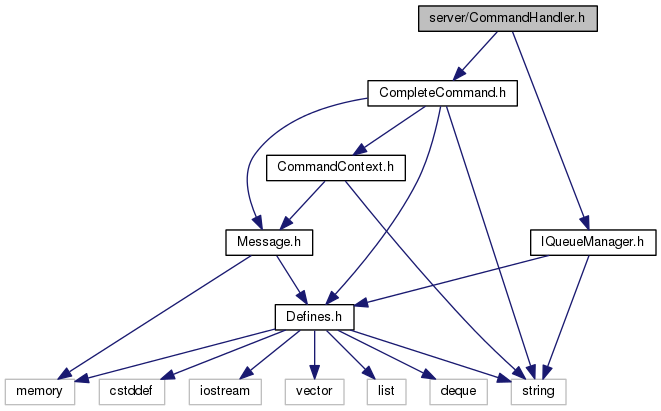 server/CommandHandler.h
CompleteCommand.h
CommandContext.h
Message.h
IQueueManager.h
Defines.h
memory
cstddef
iostream
vector
list
deque
string